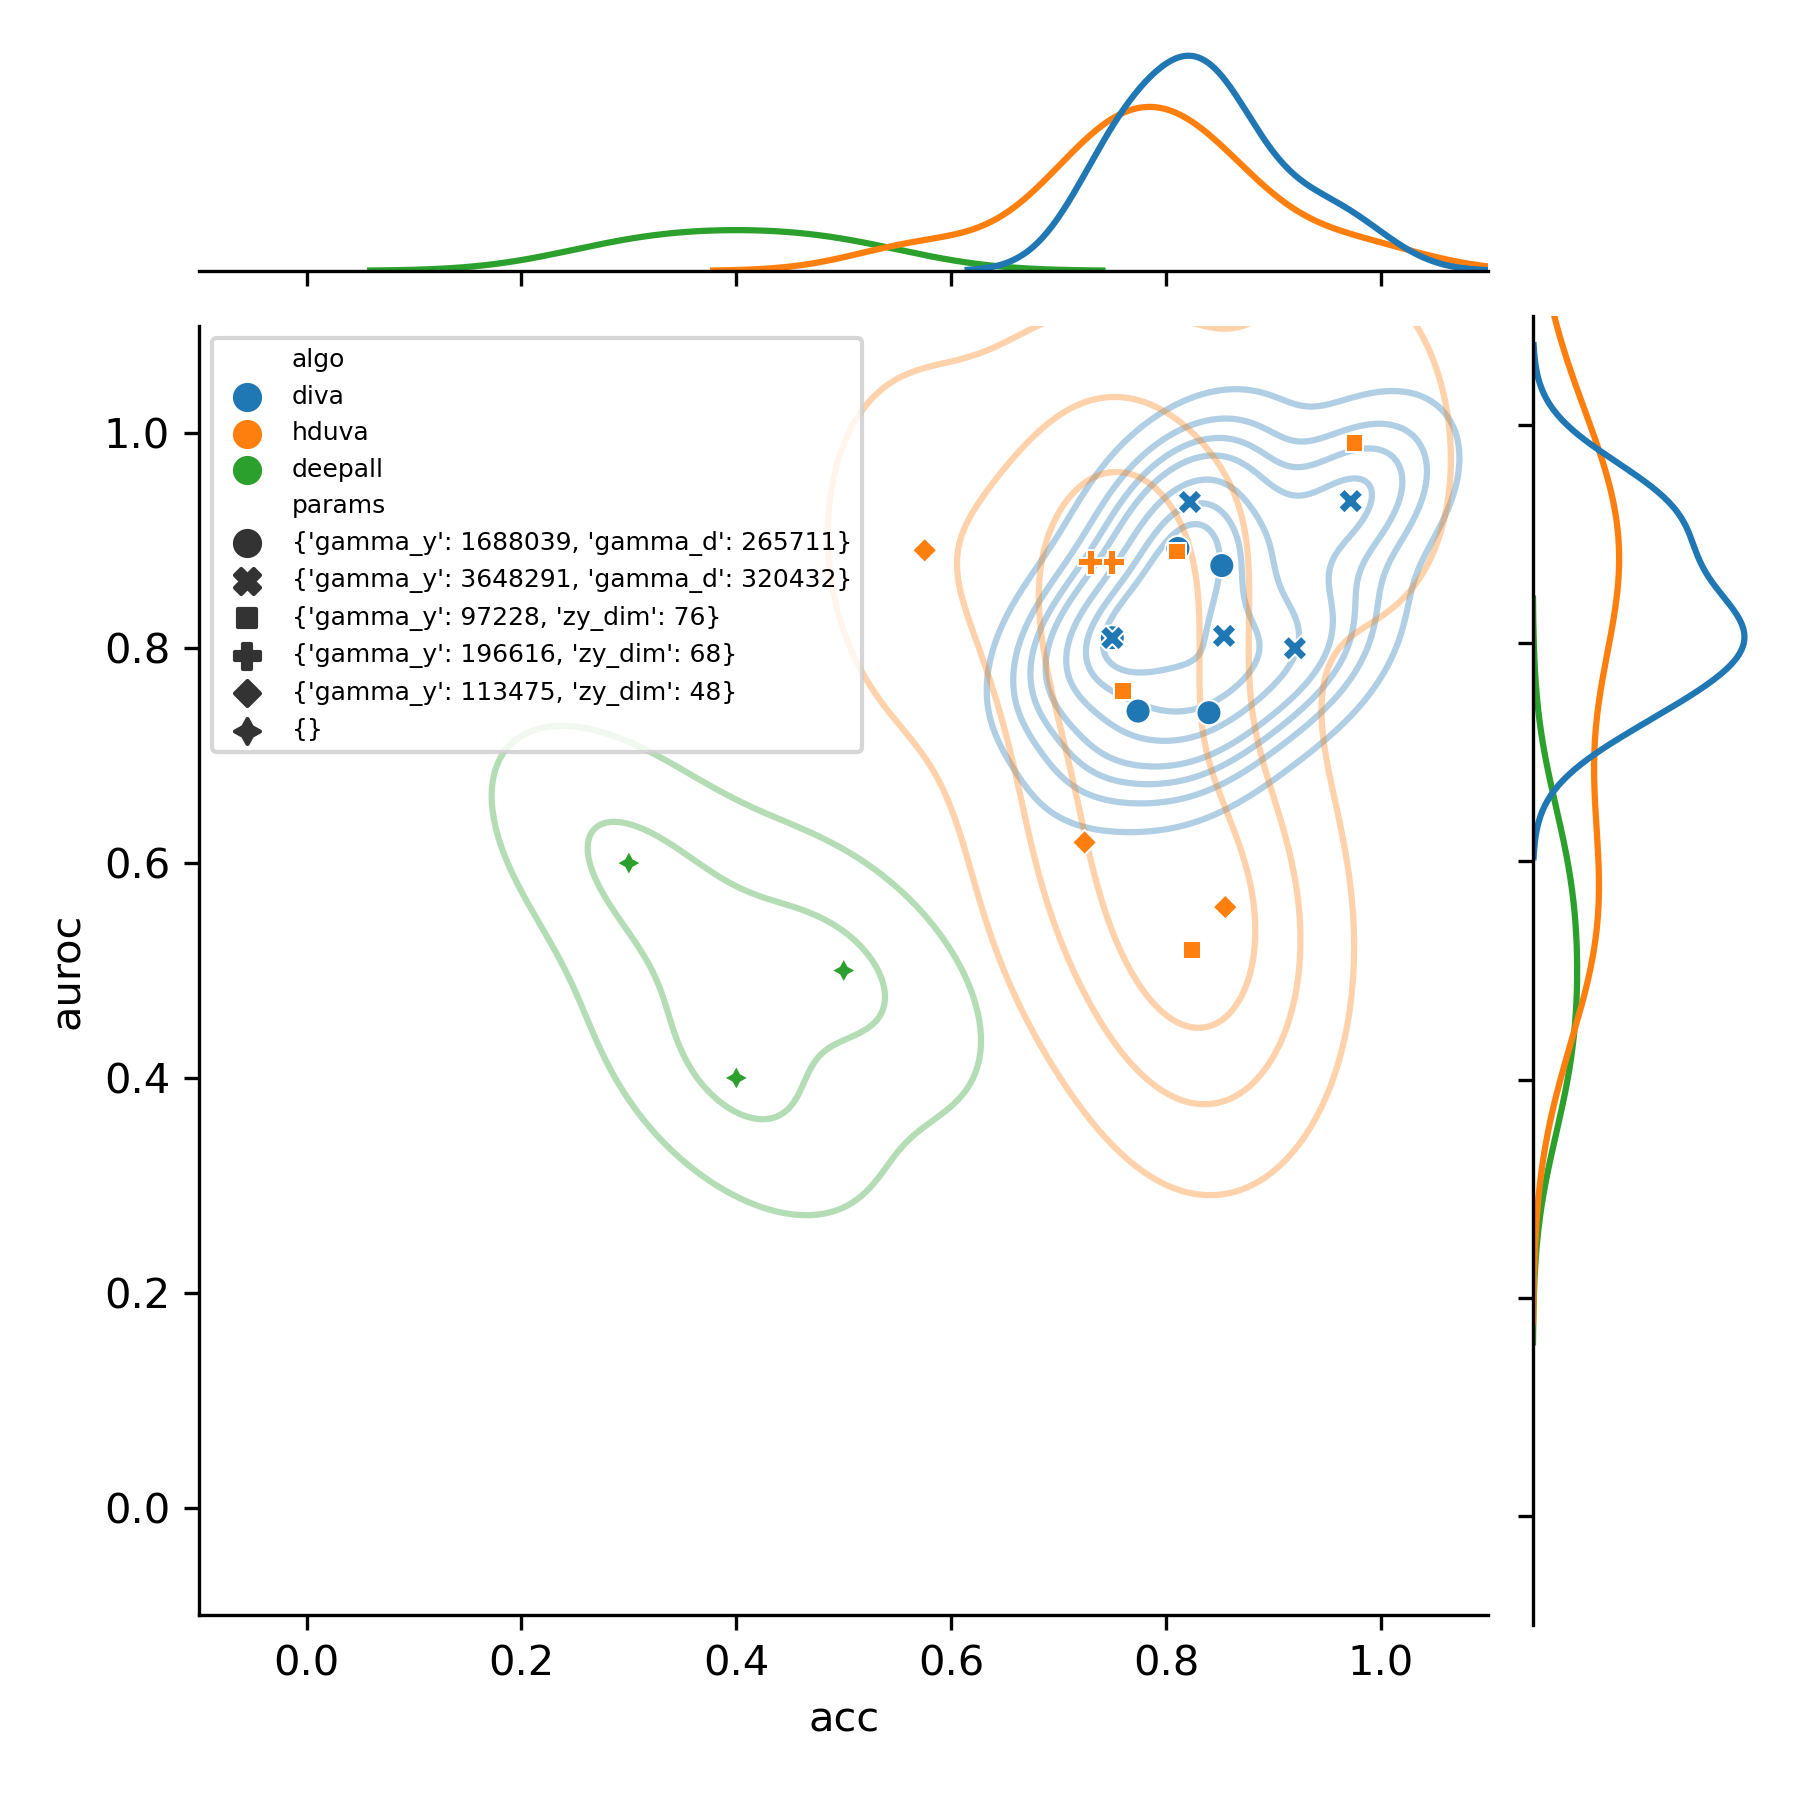 algo
diva
hduva
deepall
params
{'gamma_y': 1688039, 'gamma_d': 265711}
{'gamma_y': 3648291, 'gamma_d': 320432}
{'gamma_y': 97228, 'zy_dim': 76}
{'gamma_y': 196616, 'zy_dim': 68}
{'gamma_y': 113475, 'zy_dim': 48}
{}
1.0
0.8
0.6
0.4
0.2
0.0
auroc
0.0 0.2 0.4 0.6 0.8 1.0
acc